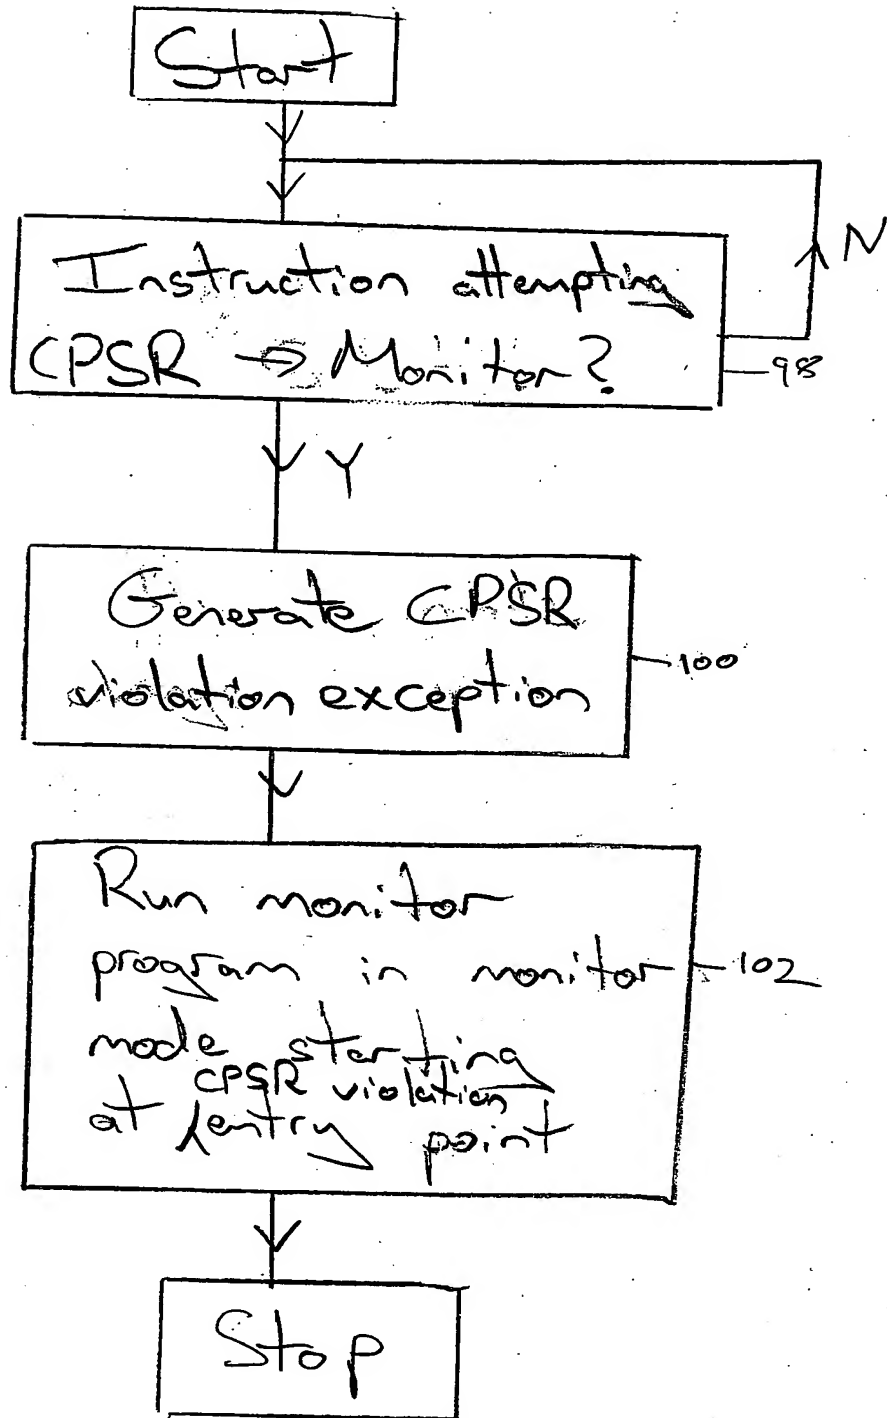 Start
N
Instruction attempting
CPSR → Monitor?
98
Y
Generate CPSR
violation exception
100
Run monitor
program in monitor
102
mode starting
CPSR violation
at entry point
Stop